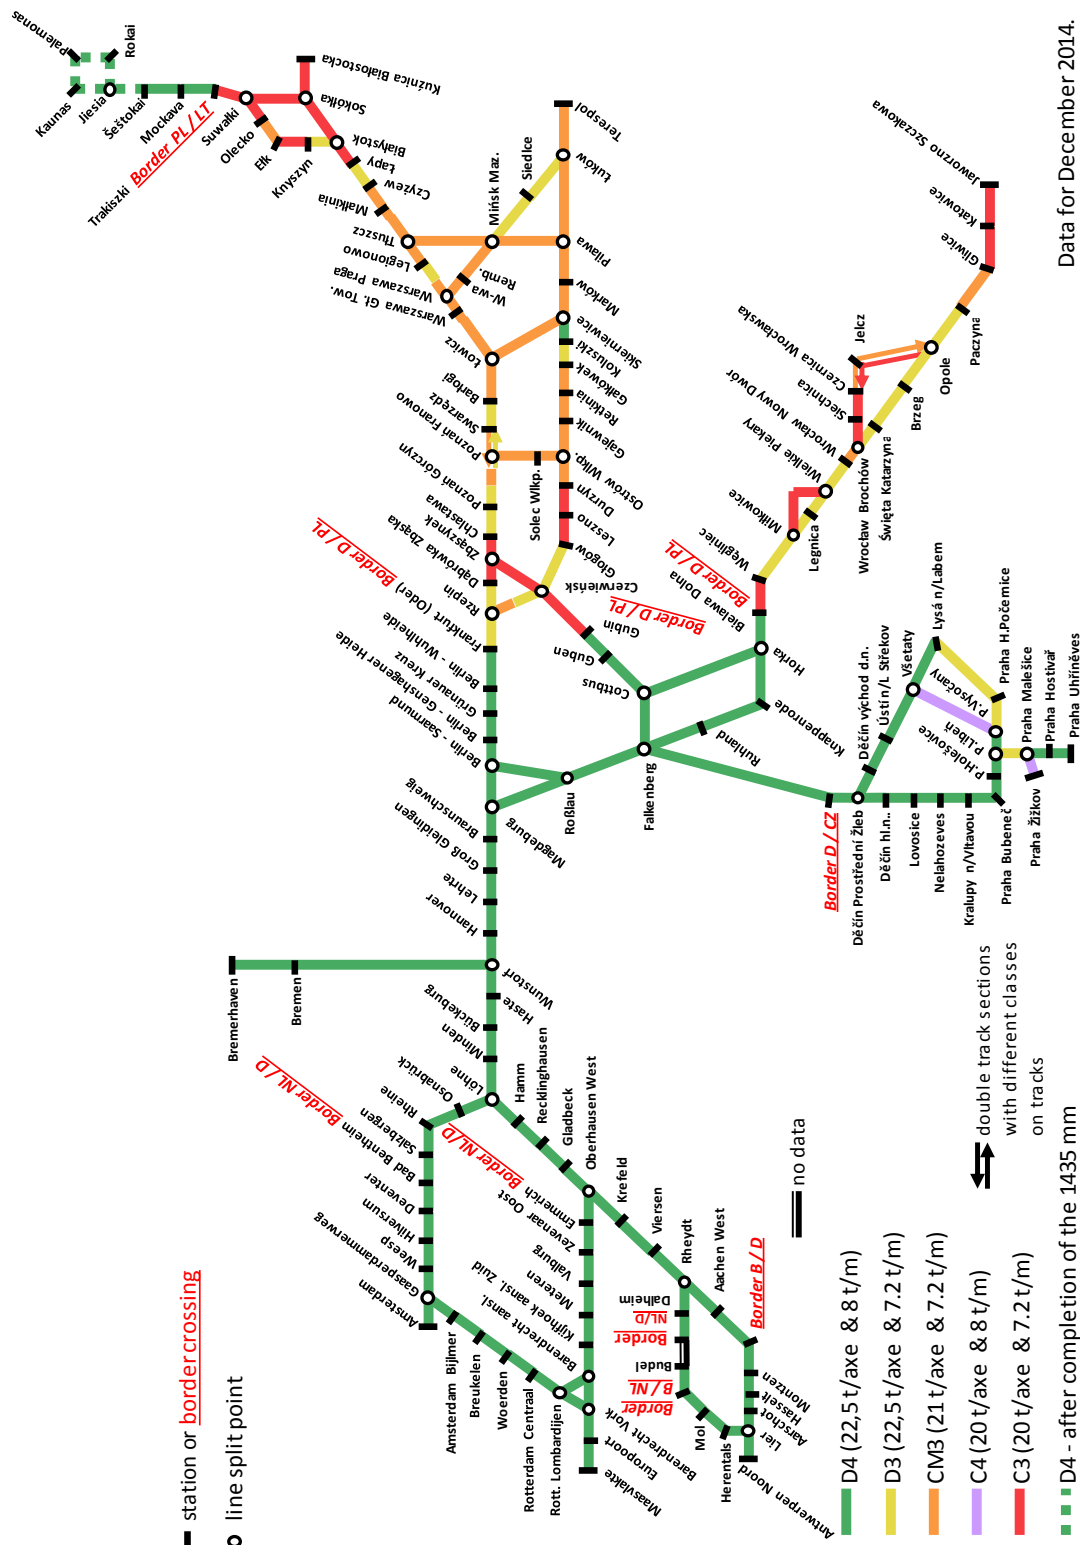 Palemonas
Rokai
Kaunas
Jiesia
Šeštokai
Mockava
Border PL / LT
Trakiszki
Suwałki
Olecko
Ełk
Knyszyn
Kuźnica Białostocka
Sokółka
Białystok
Łapy
Czyżew
Małkinia
Tłuszcz
Legionowo
Warszawa Praga
Warszawa Gł. Tow.
W-wa
Remb.
Mińsk Maz.
Siedlce
Terespol
Łuków
Pilawa
Marków
Skierniewice
Koluszki
Gałkówek
Retkinia
Gajewnik
Ostrów Wlkp.
Durzyn
Leszno
Głogów
Czerwieńsk
Solec Wlkp.
Łowicz
Barłogi
Swarzędz
Poznań Franowo
Poznań Górczyn
Chlastawa
Zbąszynek
Dąbrówka Zbąska
Rzepin
Border D / PL
Frankfurt (Oder)
Berlin - Wuhlheide
Grünauer Kreuz
Berlin - Genshagener Heide
Berlin - Saarmund
Border D / PL
Gubin
Guben
Cottbus
Jaworzno Szczakowa
Katowice
Gliwice
Paczyna
Opole
Brzeg
Jelcz
Czernica Wrocławska
Siechnica
Wrocław Nowy Dwór
Wielkie Piekary
Miłkowice
Legnica
Wrocław Brochów
Święta Katarzyna
Węgliniec
Border D / PL
Bielawa Dolna
Horka
Knappenrode
Ruhland
Falkenberg
Roßlau
Magdeburg
Braunschweig
Groß Gleidingen
Lehrte
Hannover
Wunstorf
Haste
Bückeburg
Minden
Löhne
Bremerhaven
Bremen
Border D / CZ
Děčín Prostřední Žleb
Děčín východ d.n.
Ústí n/L Střekov
Všetaty
Lysá n/Labem
P.Vysočany
P.Libeň
P.Holešovice
Praha H.Počernice
Praha Malešice
Praha Hostivař
Praha Uhříněves
Praha Žižkov
Praha Bubeneč
Kralupy n/Vltavou
Nelahozeves
Lovosice
Děčín hl.n..
Osnabrück
Rheine
Salzbergen
Bad Bentheim
Border NL / D
Deventer
Hilversum
Weesp
Gaasperdammerweg
Amsterdam
Amsterdam Bijlmer
Breukelen
Woerden
Rotterdam Centraal
Rott. Lombardijen
Hamm
Recklinghausen
Gladbeck
Oberhausen West
Border NL/D
Emmerich
Zevenaar Oost
Valburg
Meteren
Kijfhoek aansl. Zuid
Barendrecht aansl.
Barendrecht Vork
Europoort
Maasvlakte
Krefeld
Viersen
Rheydt
Aachen West
Border B / D
Dalheim
NL/D
Border
Budel
B / NL
Border
Mol
Herentals
Montzen
Hasselt
Aarschot
Lier
Antwerpen Noord
station or border crossing
line split point
no data
double track sections
with different classes
on tracks
D4 (22,5 t/axe & 8 t/m)
D3 (22,5 t/axe & 7.2 t/m)
CM3 (21 t/axe & 7.2 t/m)
C4 (20 t/axe & 8 t/m)
C3 (20 t/axe & 7.2 t/m)
D4 - after completion of the 1435 mm
Data for December 2014.